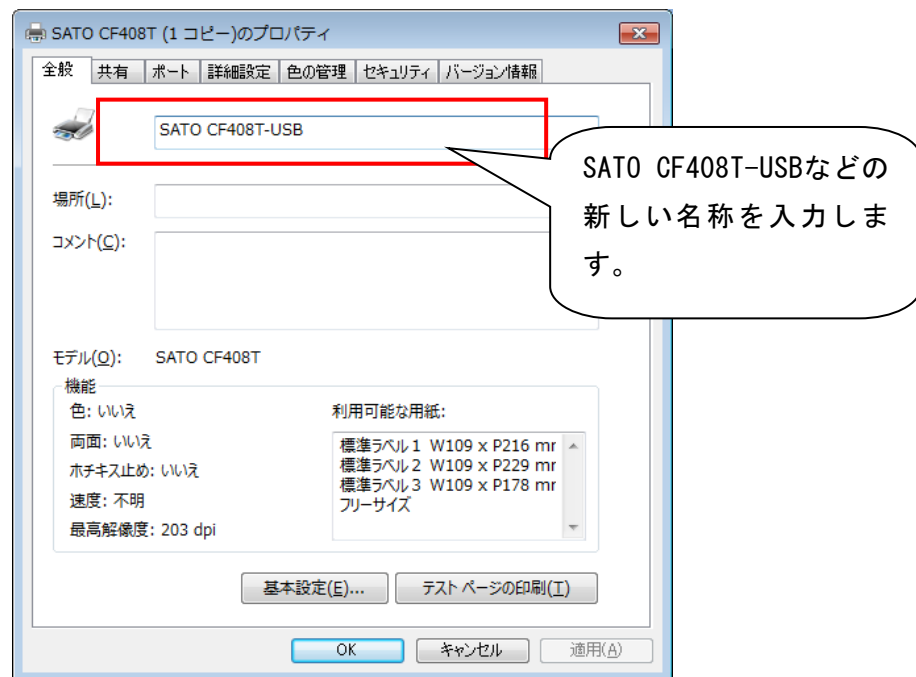 SATO CF408T (1 コピー)のプロパティ
全般 共有 ポート 詳細設定 色の管理 セキュリティ バージョン情報
SATO CF408T-USB
SATO CF408T-USBなどの
新しい名称を入力しま
す。
場所(L):
コメント(C):
モデル(O): SATO CF408T
機能
色: いいえ
両面: いいえ
ホチキス止め: いいえ
速度: 不明
最高解像度: 203 dpi
利用可能な用紙:
標準ラベル1 W109 x P216 mr
標準ラベル2 W109 x P229 mr
標準ラベル3 W109 x P178 mr
フリーサイズ
基本設定(E)... テスト ページの印刷(T)
OK キャンセル 適用(A)